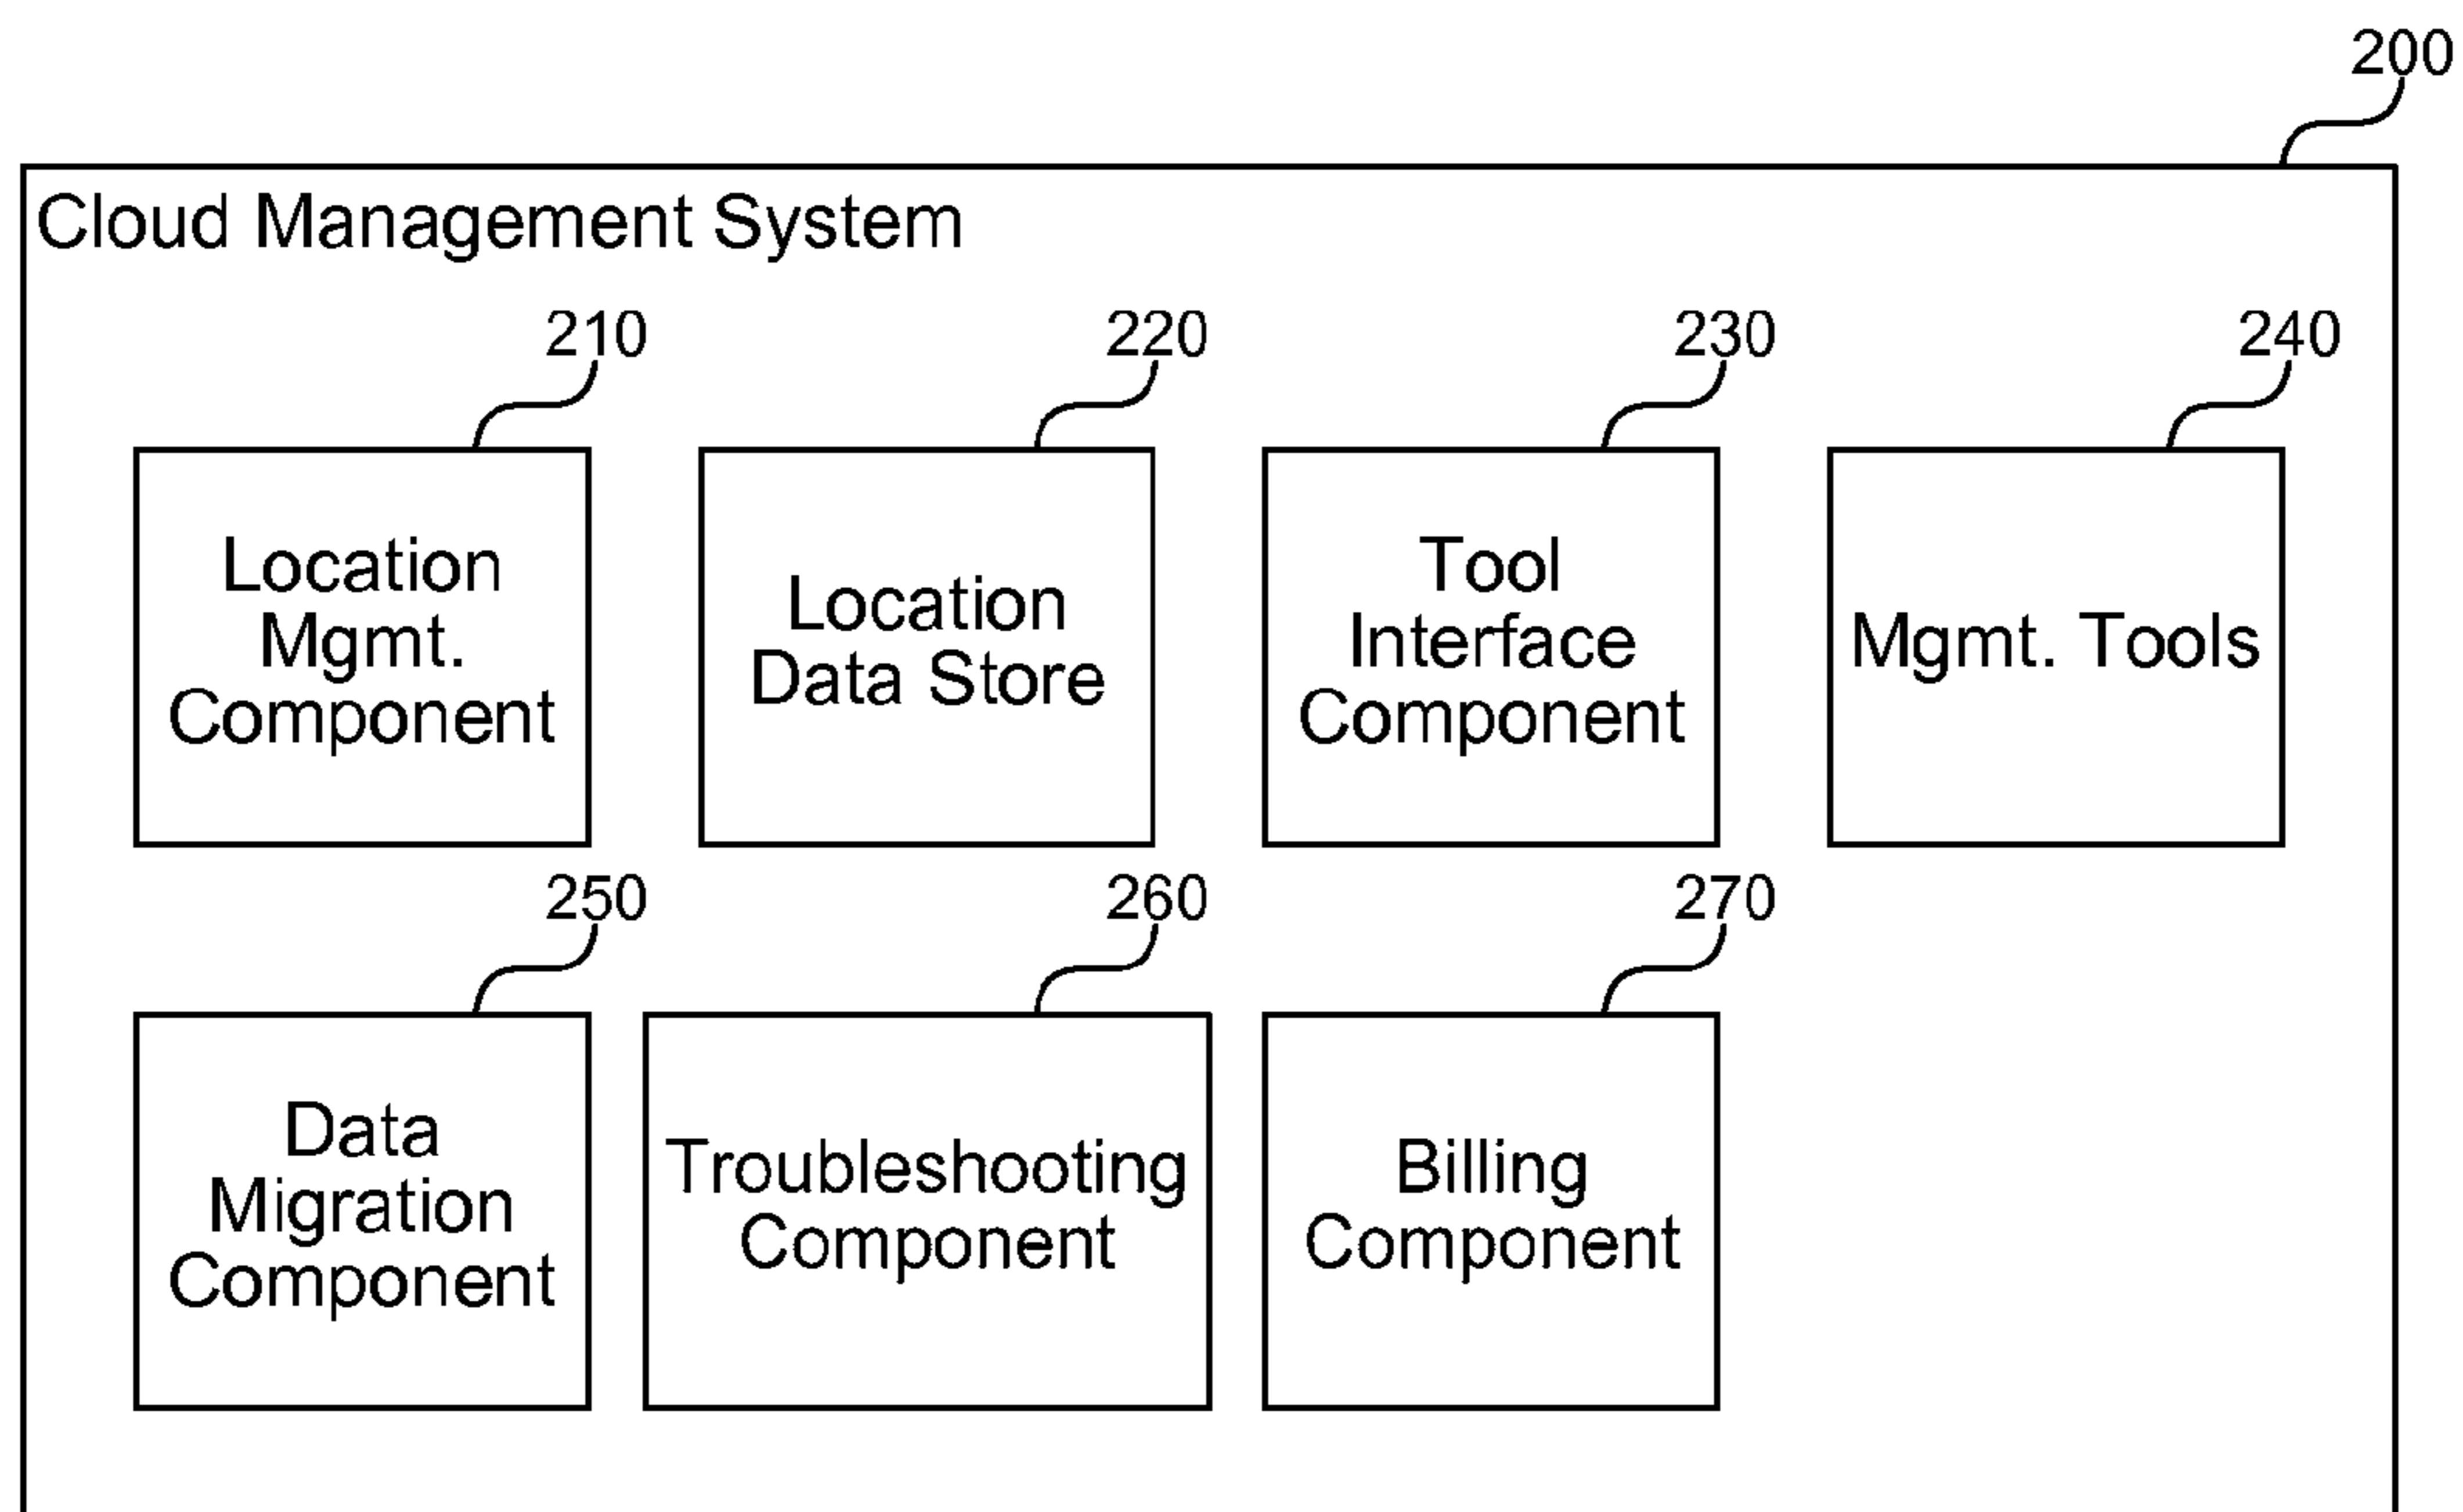 200
Cloud Management System
210
220
230
240
Location
Mgmt.
Component
Location
Data Store
Tool
Interface
Component
Mgmt. Tools
250
260
270
Data
Migration
Component
Troubleshooting
Component
Billing
Component